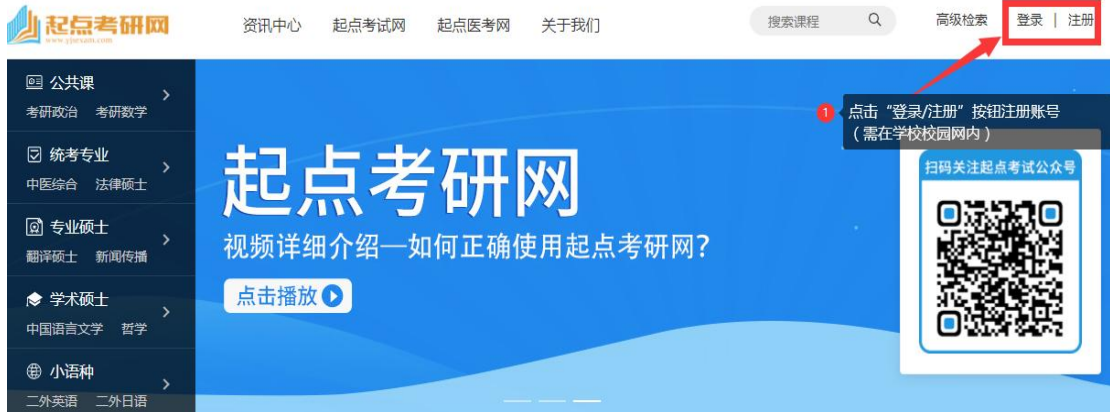 起点考研网
www.yjsexam.com
资讯中心 起点考试网 起点医考网 关于我们
搜索课程
高级检索 登录 | 注册
公共课
考研政治 考研数学
统考专业
中医综合 法律硕士
专业硕士
翻译硕士 新闻传播
学术硕士
中国语言文学 哲学
小语种
二外英语 二外日语
起点考研网
视频详细介绍—如何正确使用起点考研网?
点击播放
1 点击“登录/注册”按钮注册账号
(需在学校校园网内)
扫码关注起点考试公众号